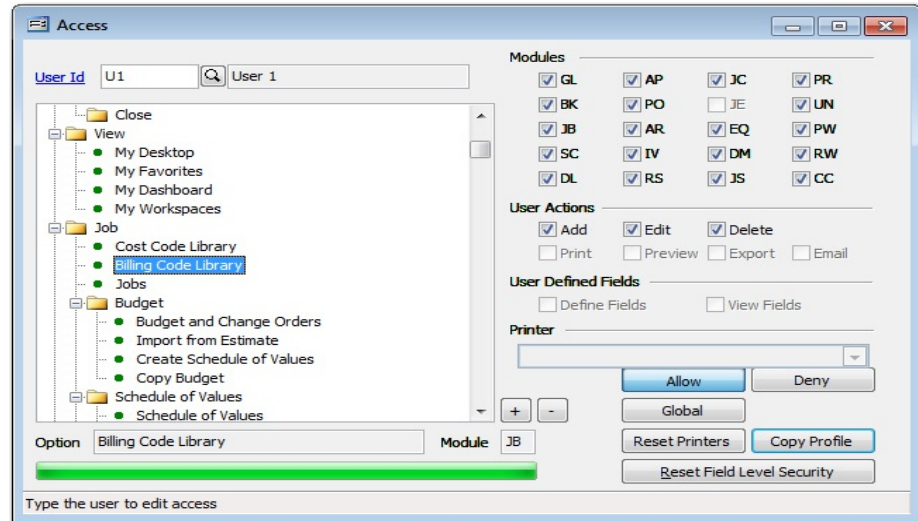 Access
User Id U1 User 1
Close
View
My Desktop
My Favorites
My Dashboard
My Workspaces
Job
Cost Code Library
Billing Code Library
Jobs
Budget
Budget and Change Orders
Import from Estimate
Create Schedule of Values
Copy Budget
Schedule of Values
Schedule of Values
Option Billing Code Library Module JB
Modules
GL AP JC PR
BK PO JE UN
JB AR EQ PW
SC IV DM RW
DL RS JS CC
User Actions
Add Edit Delete
Print Preview Export Email
User Defined Fields
Define Fields View Fields
Printer
Allow Deny
+ - Global
Reset Printers Copy Profile
Reset Field Level Security
Type the user to edit access